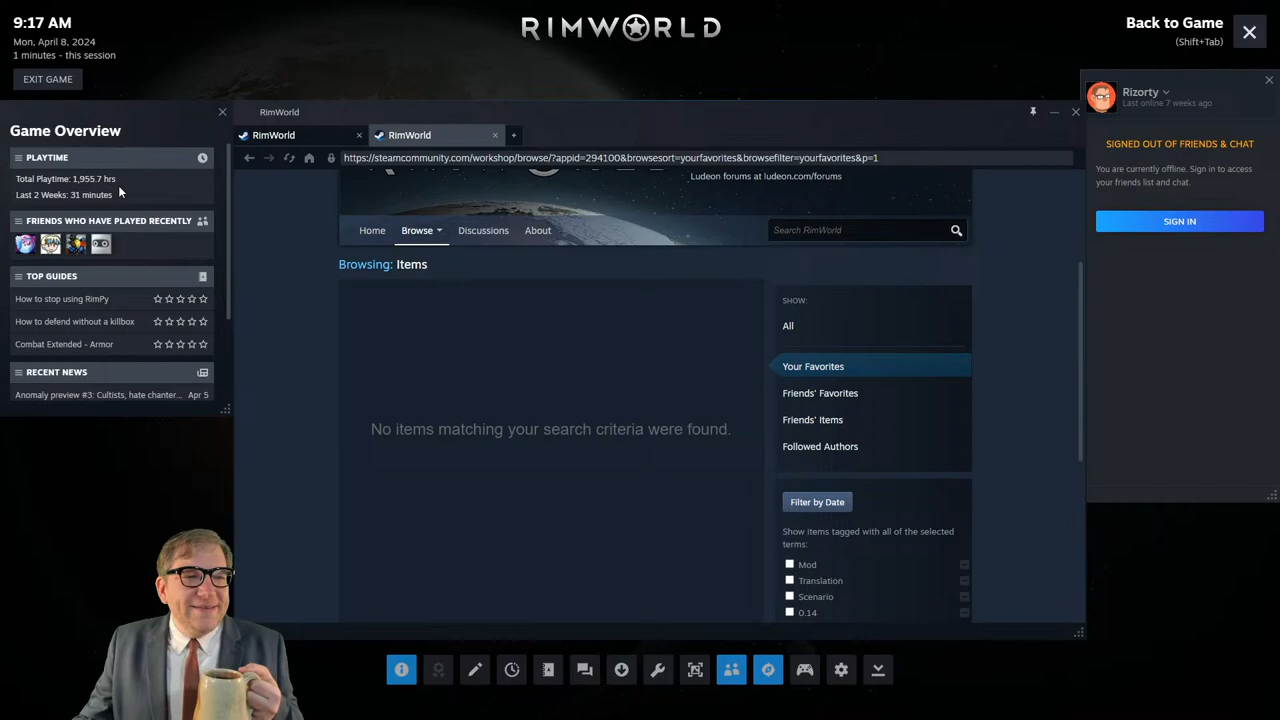 9:17 AM
Mon, April 8, 2024
1 minutes - this session
EXIT GAME
RIMWORLD
Back to Game
(Shift+Tab)
Game Overview
PLAYTIME
Total Playtime: 1,955.7 hrs
Last 2 Weeks: 31 minutes
FRIENDS WHO HAVE PLAYED RECENTLY
TOP GUIDES
How to stop using RimPy
How to defend without a killbox
Combat Extended - Armor
RECENT NEWS
Anomaly preview #3: Cultists, hate chanter... Apr 5
RimWorld
RimWorld
RimWorld
https://steamcommunity.com/workshop/browse/?appid=294100&browsesort=yourfavorites&browsefilter=yourfavorites&p=1
Ludeon forums at ludeon.com/forums
Home Browse Discussions About
Search RimWorld
Browsing: Items
No items matching your search criteria were found.
SHOW:
All
Your Favorites
Friends' Favorites
Friends' Items
Followed Authors
Filter by Date
Show items tagged with all of the selected
terms:
Mod
Translation
Scenario
0.14
Rizorty
Last online 7 weeks ago
SIGNED OUT OF FRIENDS & CHAT
You are currently offline. Sign in to access
your friends list and chat.
SIGN IN